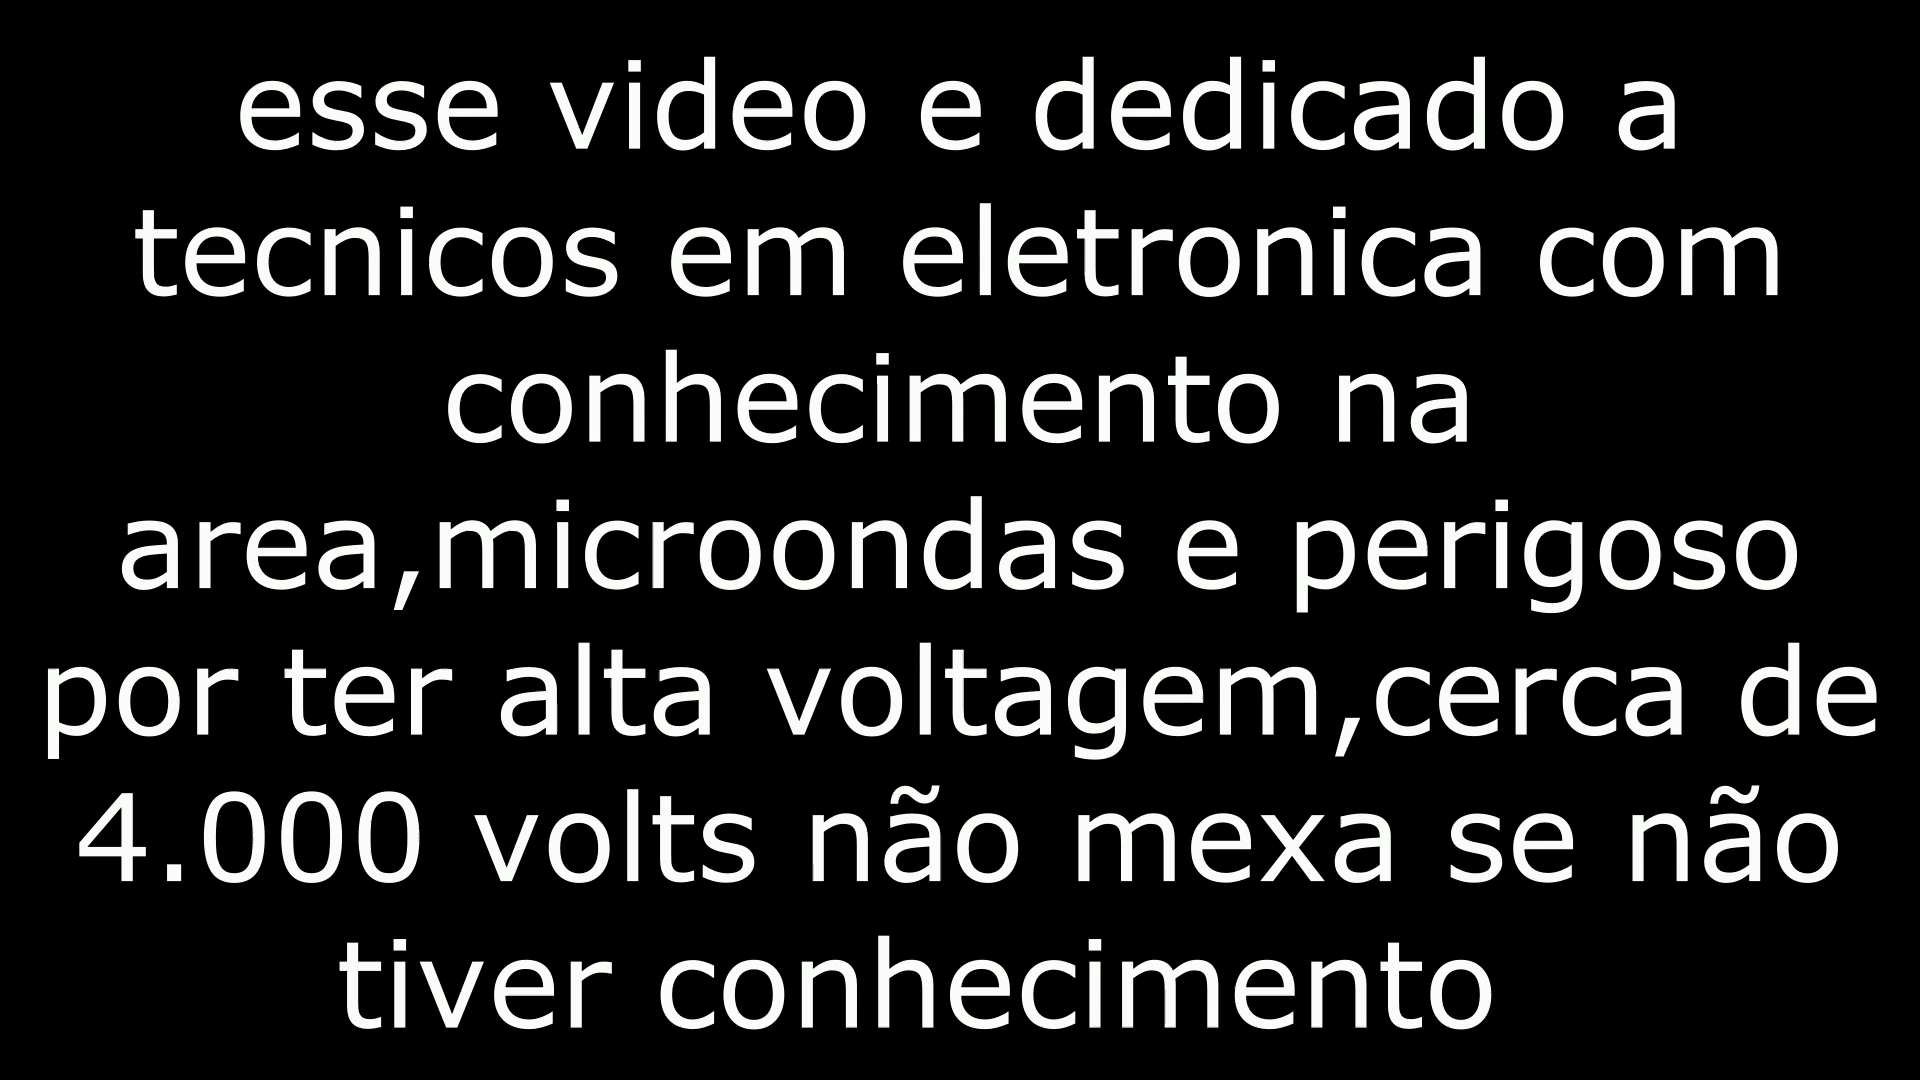 esse video e dedicado a
tecnicos em eletronica com
conhecimento na
area,microondas e perigoso
por ter alta voltagem,cerca de
4.000 volts não mexa se não
tiver conhecimento